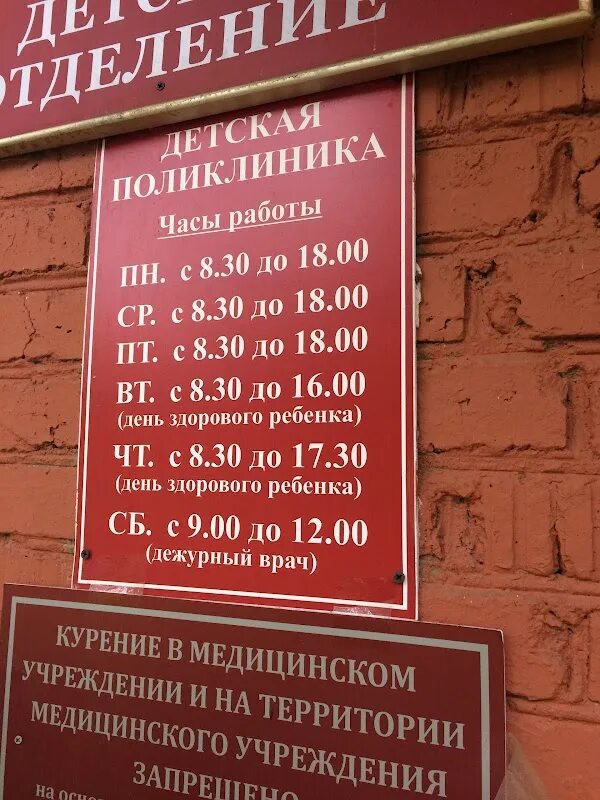 ОТДЕЛЕНИЕ
ДЕТСКАЯ
ПОЛИКЛИНИКА
Часы работы
ПН. с 8.30 до 18.00
СР. с 8.30 до 18.00
ПТ. с 8.30 до 18.00
ВТ. с 8.30 до 16.00
(день здорового ребенка)
ЧТ. с 8.30 до 17.30
(день здорового ребенка)
СБ. с 9.00 до 12.00
(дежурный врач)
КУРЕНИЕ В МЕДИЦИНСКОМ
УЧРЕЖДЕНИИ И НА ТЕРРИТОРИИ
МЕДИЦИНСКОГО УЧРЕЖДЕНИЯ
ЗАПРЕЩЕНО
на